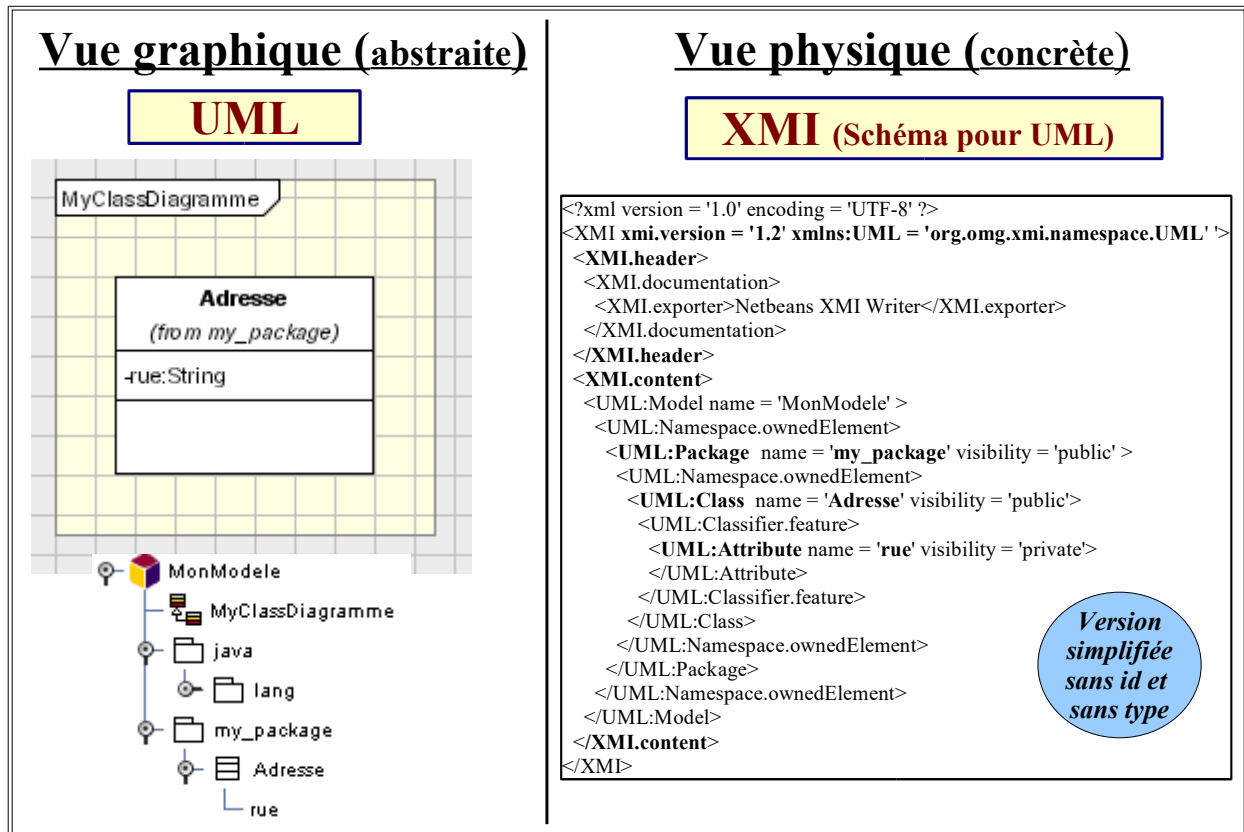 Vue graphique (abstraite)
UML
MyClassDiagramme
Adresse
(from my_package)
-rue:String
MonModele
MyClassDiagramme
java
lang
my_package
Adresse
rue
Vue physique (concrète)
XMI (Schéma pour UML)
<?xml version = '1.0' encoding = 'UTF-8' ?>
<XMI xmi.version = '1.2' xmlns:UML = 'org.omg.xmi.namespace.UML' '>
<XMI.header>
<XMI.documentation>
<XMI.exporter>Netbeans XMI Writer</XMI.exporter>
</XMI.documentation>
</XMI.header>
<XMI.content>
<UML:Model name = 'MonModele' >
<UML:Namespace.ownedElement>
<UML:Package name = 'my_package' visibility = 'public' >
<UML:Namespace.ownedElement>
<UML:Class name = 'Adresse' visibility = 'public'>
<UML:Classifier.feature>
<UML:Attribute name = 'rue' visibility = 'private'>
</UML:Attribute>
</UML:Classifier.feature>
</UML:Class>
</UML:Namespace.ownedElement>
</UML:Package>
</UML:Namespace.ownedElement>
</UML:Model>
</XMI.content>
</XMI>
Version
simplifiée
sans id et
sans type